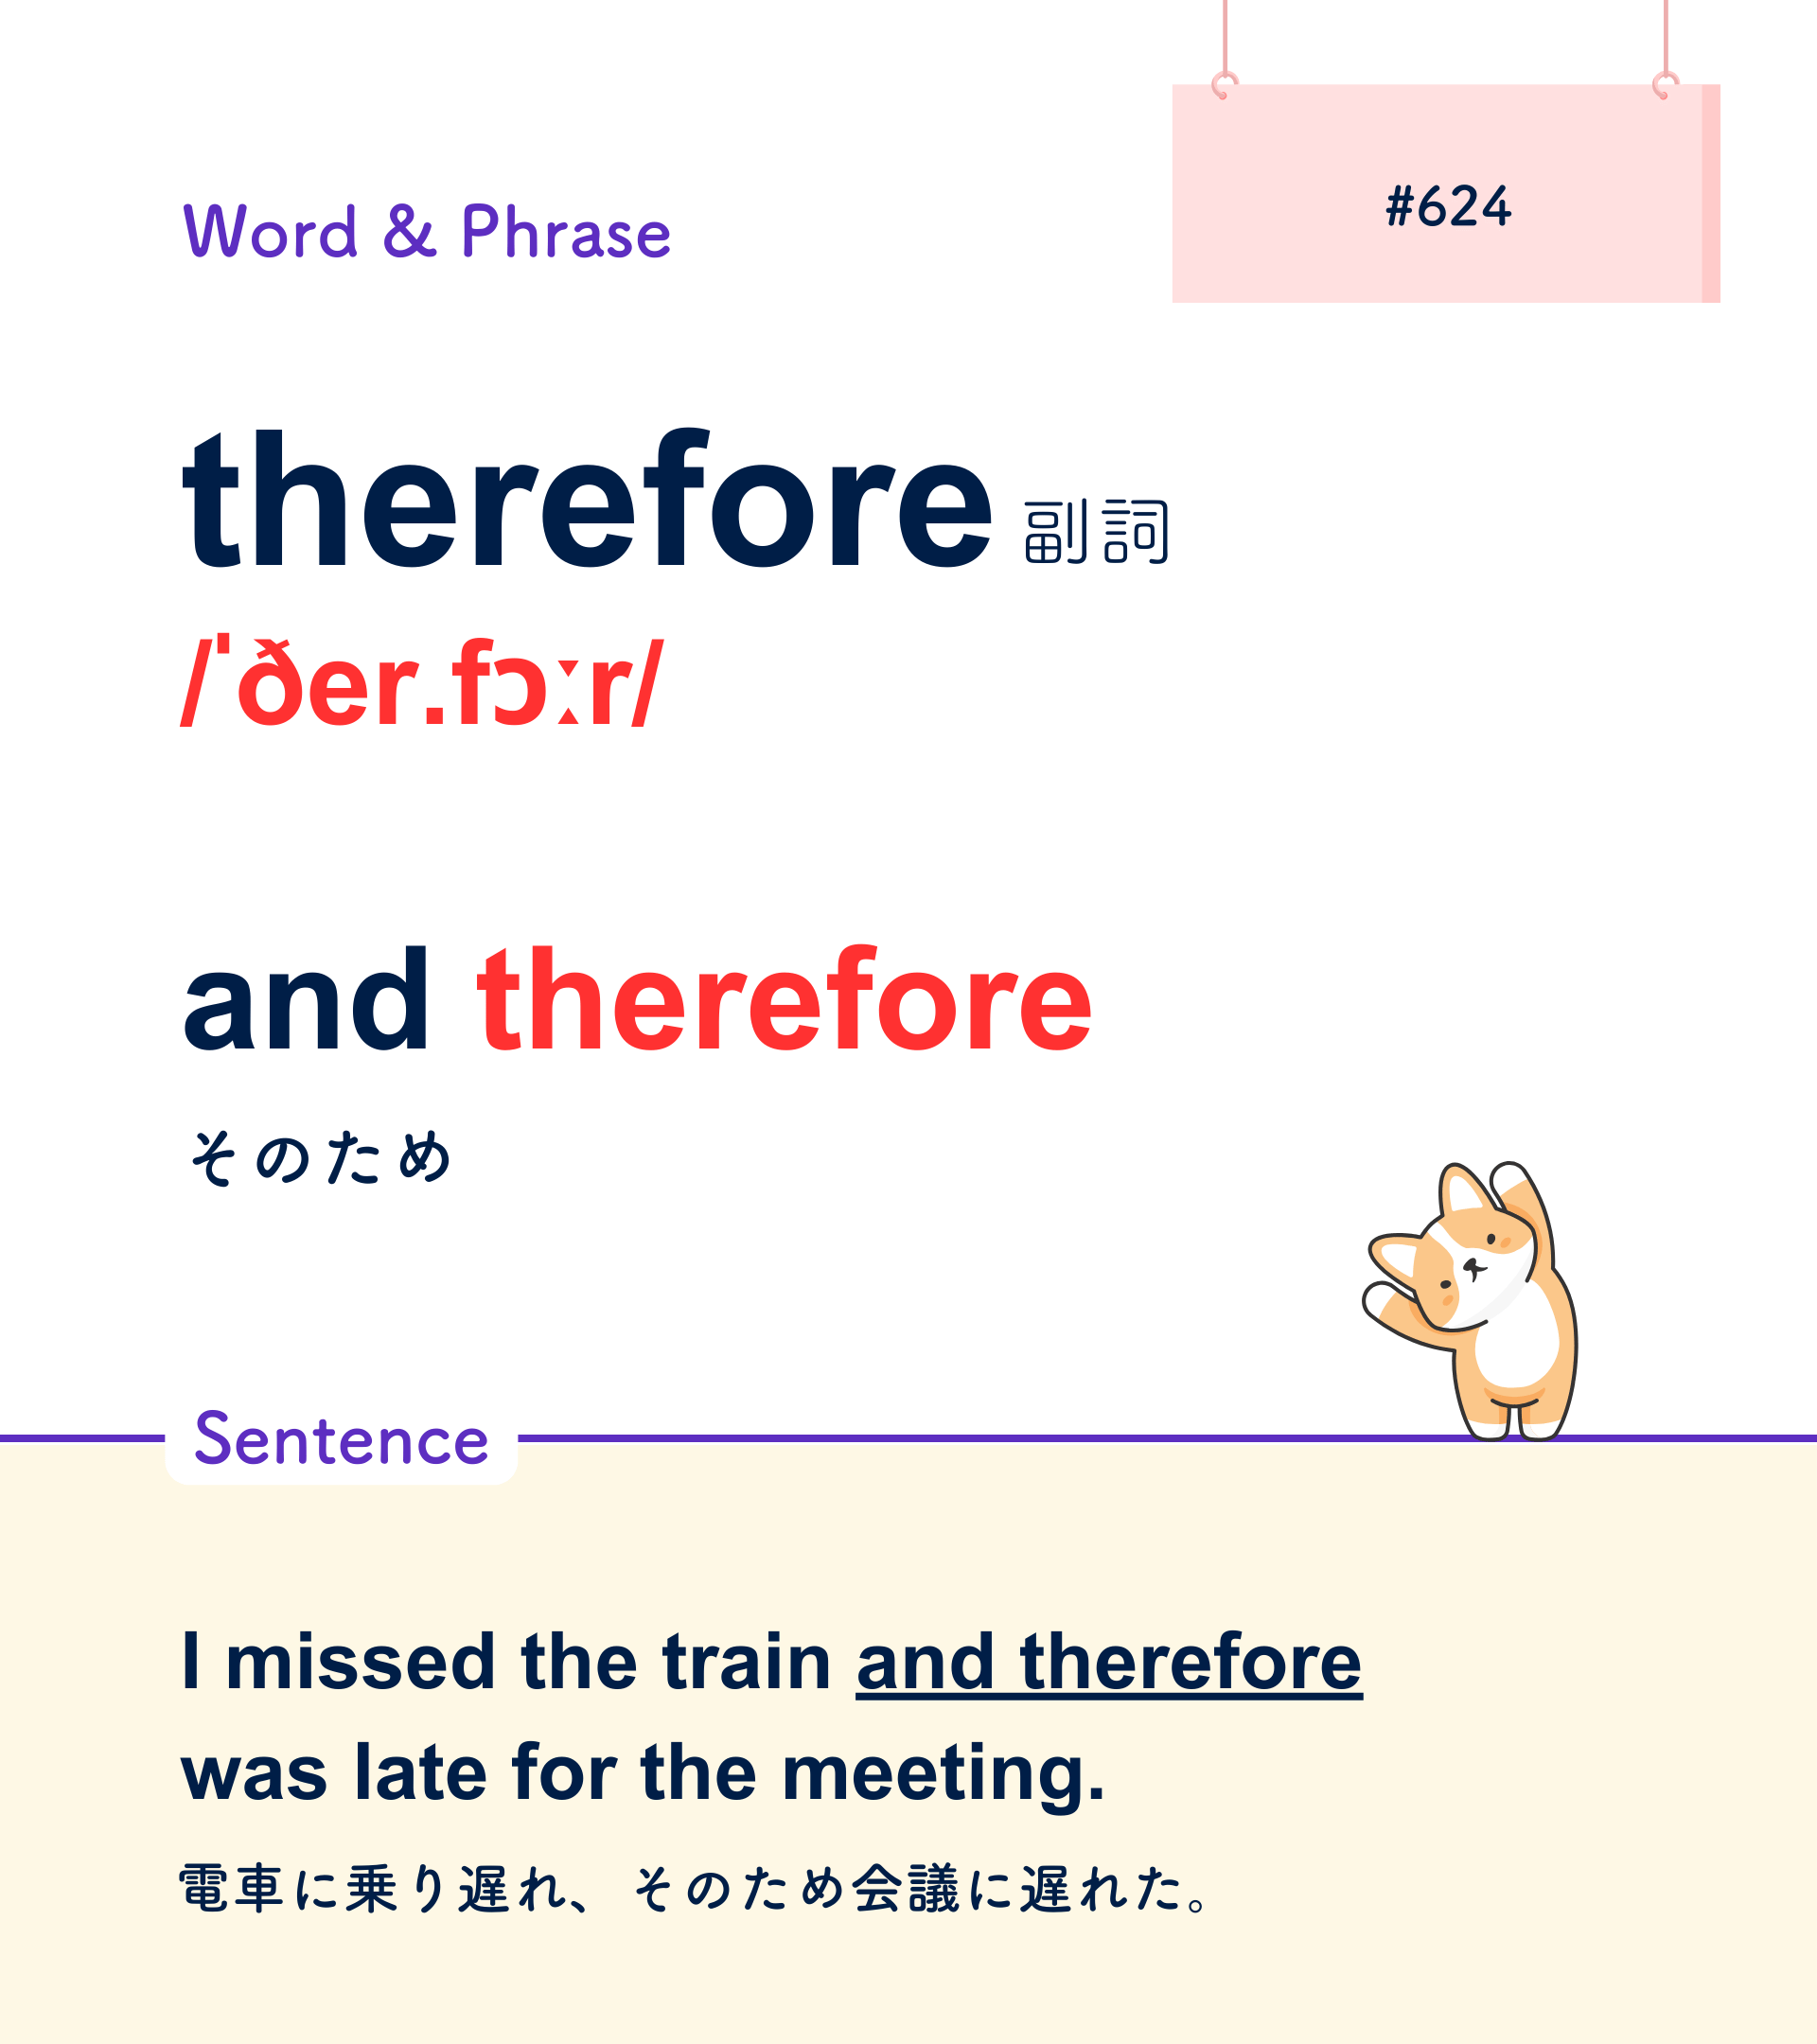 #624
Word & Phrase
therefore 副詞
/ˈðer.fɔːr/
and therefore
そのため
Sentence
I missed the train and therefore
was late for the meeting.
電車に乗り遅れ、そのため会議に遅れた。